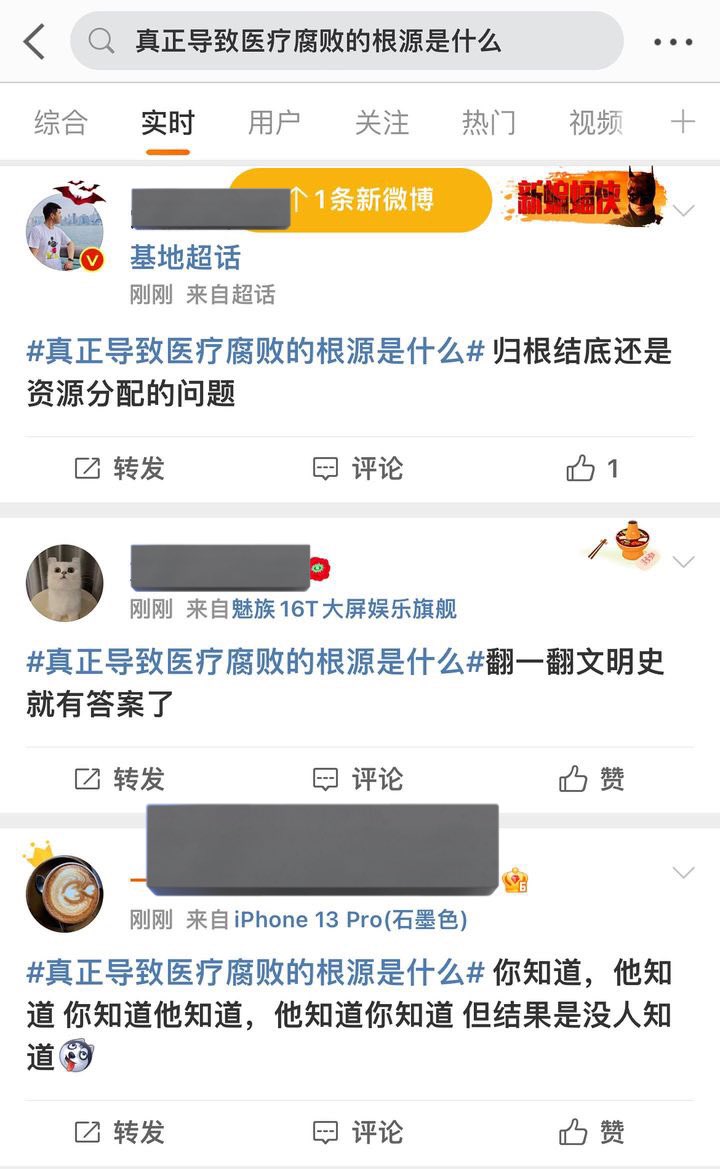 真正导致医疗腐败的根源是什么
综合 实时 用户 关注 热门 视频
↑1条新微博
新蝙蝠侠
基地超话
刚刚 来自超话
#真正导致医疗腐败的根源是什么# 归根结底还是
资源分配的问题
转发 评论 1
刚刚 来自魅族16T大屏娱乐旗舰
#真正导致医疗腐败的根源是什么#翻一翻文明史
就有答案了
转发 评论 赞
6
刚刚 来自iPhone 13 Pro(石墨色)
#真正导致医疗腐败的根源是什么# 你知道，他知
道 你知道他知道，他知道你知道 但结果是没人知
道
转发 评论 赞